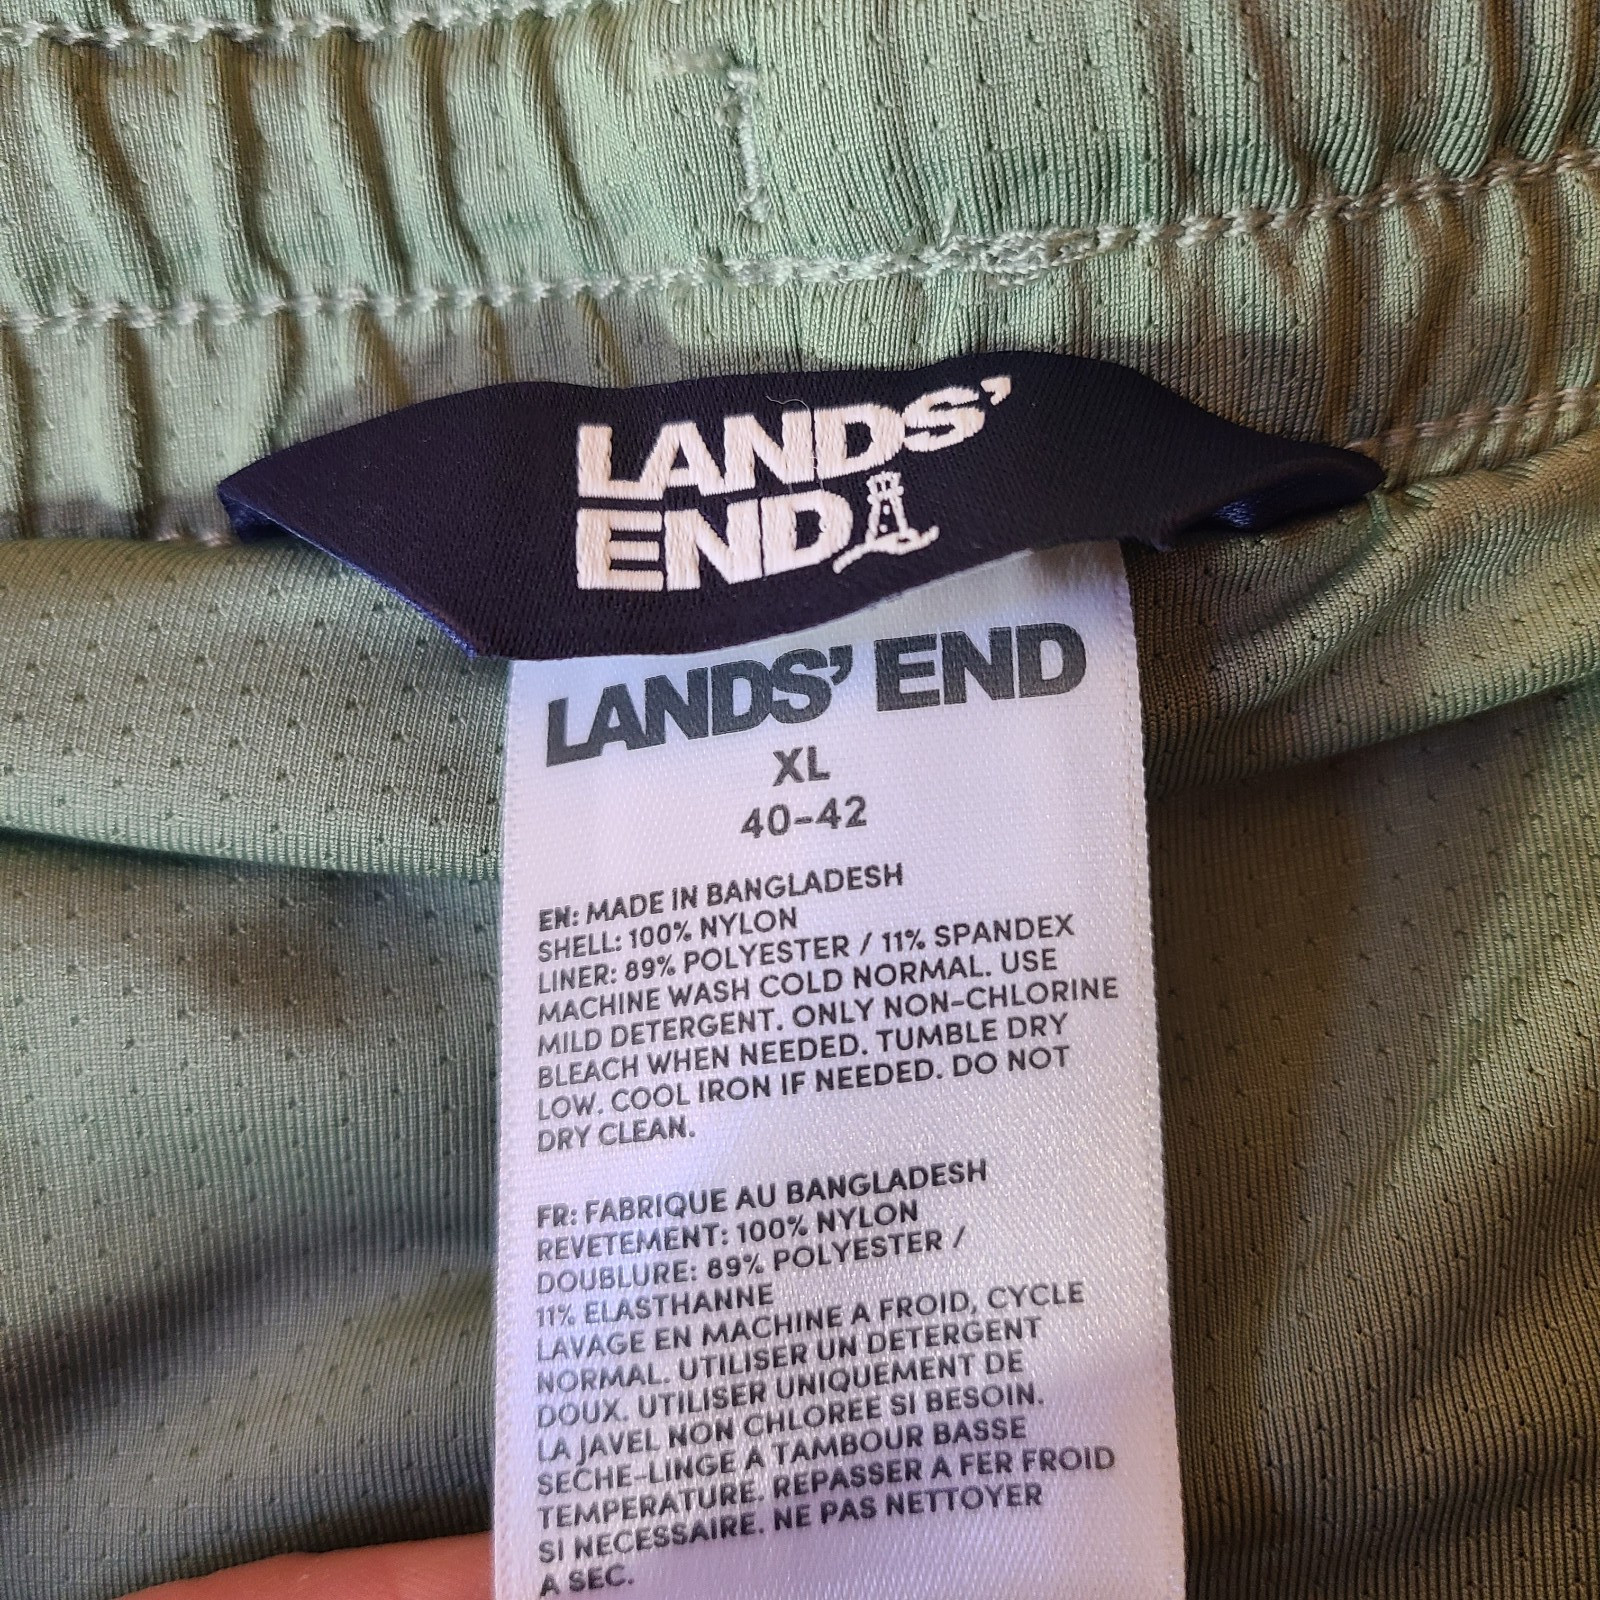 LANDS'
END
LANDS' END
XL
40-42
EN: MADE IN BANGLADESH
SHELL: 100% NYLON
LINER: 89% POLYESTER / 11% SPANDEX
MACHINE WASH COLD NORMAL. USE
MILD DETERGENT. ONLY NON-CHLORINE
BLEACH WHEN NEEDED. TUMBLE DRY
LOW. COOL IRON IF NEEDED. DO NOT
DRY CLEAN.
FR: FABRIQUE AU BANGLADESH
REVETEMENT: 100% NYLON
DOUBLURE: 89% POLYESTER /
11% ELASTHANNE
LAVAGE EN MACHINE A FROID, CYCLE
NORMAL. UTILISER UN DETERGENT
DOUX. UTILISER UNIQUEMENT DE
LA JAVEL NON CHLOREE SI BESOIN.
SECHE-LINGE A TAMBOUR BASSE
TEMPERATURE. REPASSER A FER FROID
SI NECESSAIRE. NE PAS NETTOYER
A SEC.